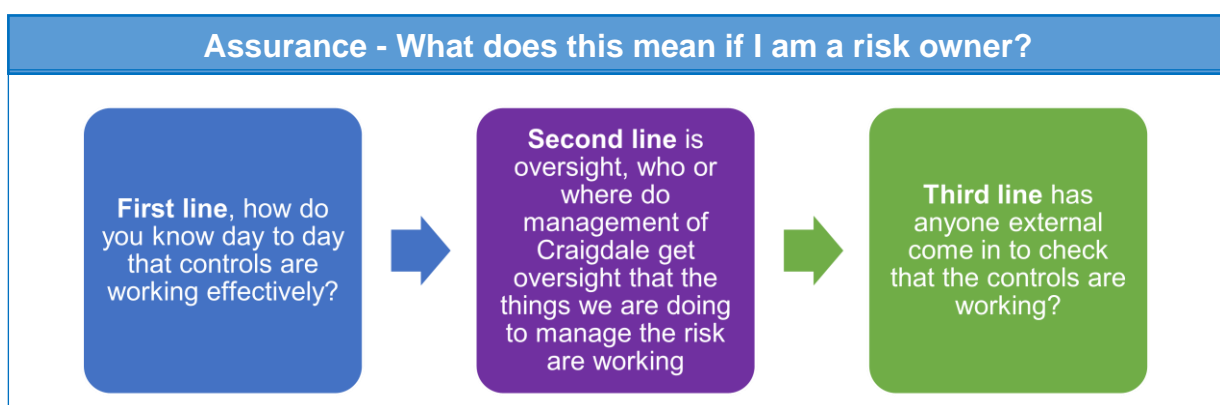 Assurance - What does this mean if I am a risk owner?
First line, how do
you know day to day
that controls are
working effectively?
Second line is
oversight, who or
where do
management of
Craigdale get
oversight that the
things we are doing
to manage the risk
are working
Third line has
anyone external
come in to check
that the controls are
working?